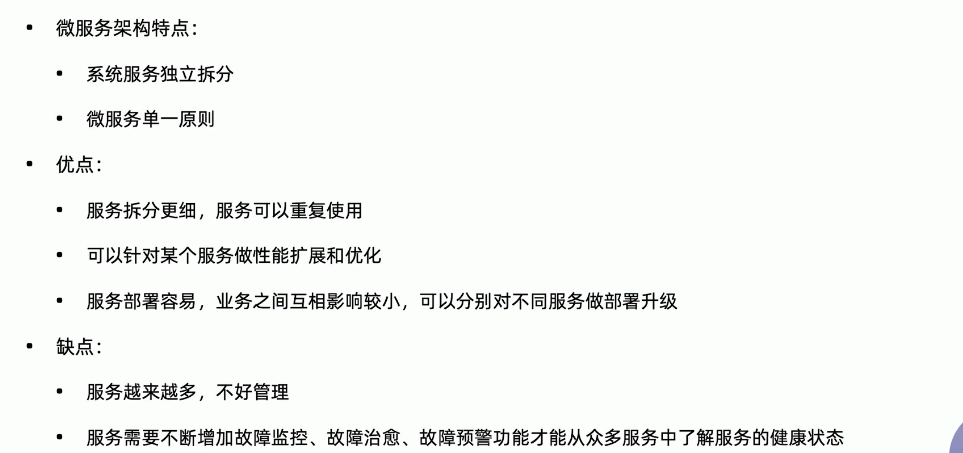 • 微服务架构特点：
• 系统服务独立拆分
• 微服务单一原则
• 优点：
• 服务拆分更细，服务可以重复使用
• 可以针对某个服务做性能扩展和优化
• 服务部署容易，业务之间互相影响较小，可以分别对不同服务做部署升级
• 缺点：
• 服务越来越多，不好管理
• 服务需要不断增加故障监控、故障治愈、故障预警功能才能从众多服务中了解服务的健康状态